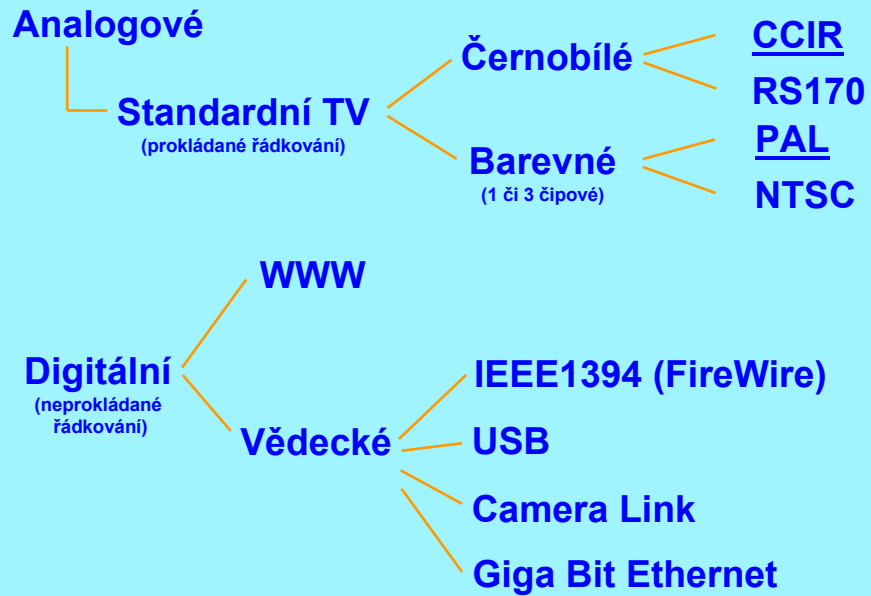 Analogové
Standardní TV
(prokládané řádkování)
Černobílé
CCIR
RS170
Barevné
(1 či 3 čipové)
PAL
NTSC
Digitální
(neprokládané
řádkování)
WWW
Vědecké
IEEE1394 (FireWire)
USB
Camera Link
Giga Bit Ethernet